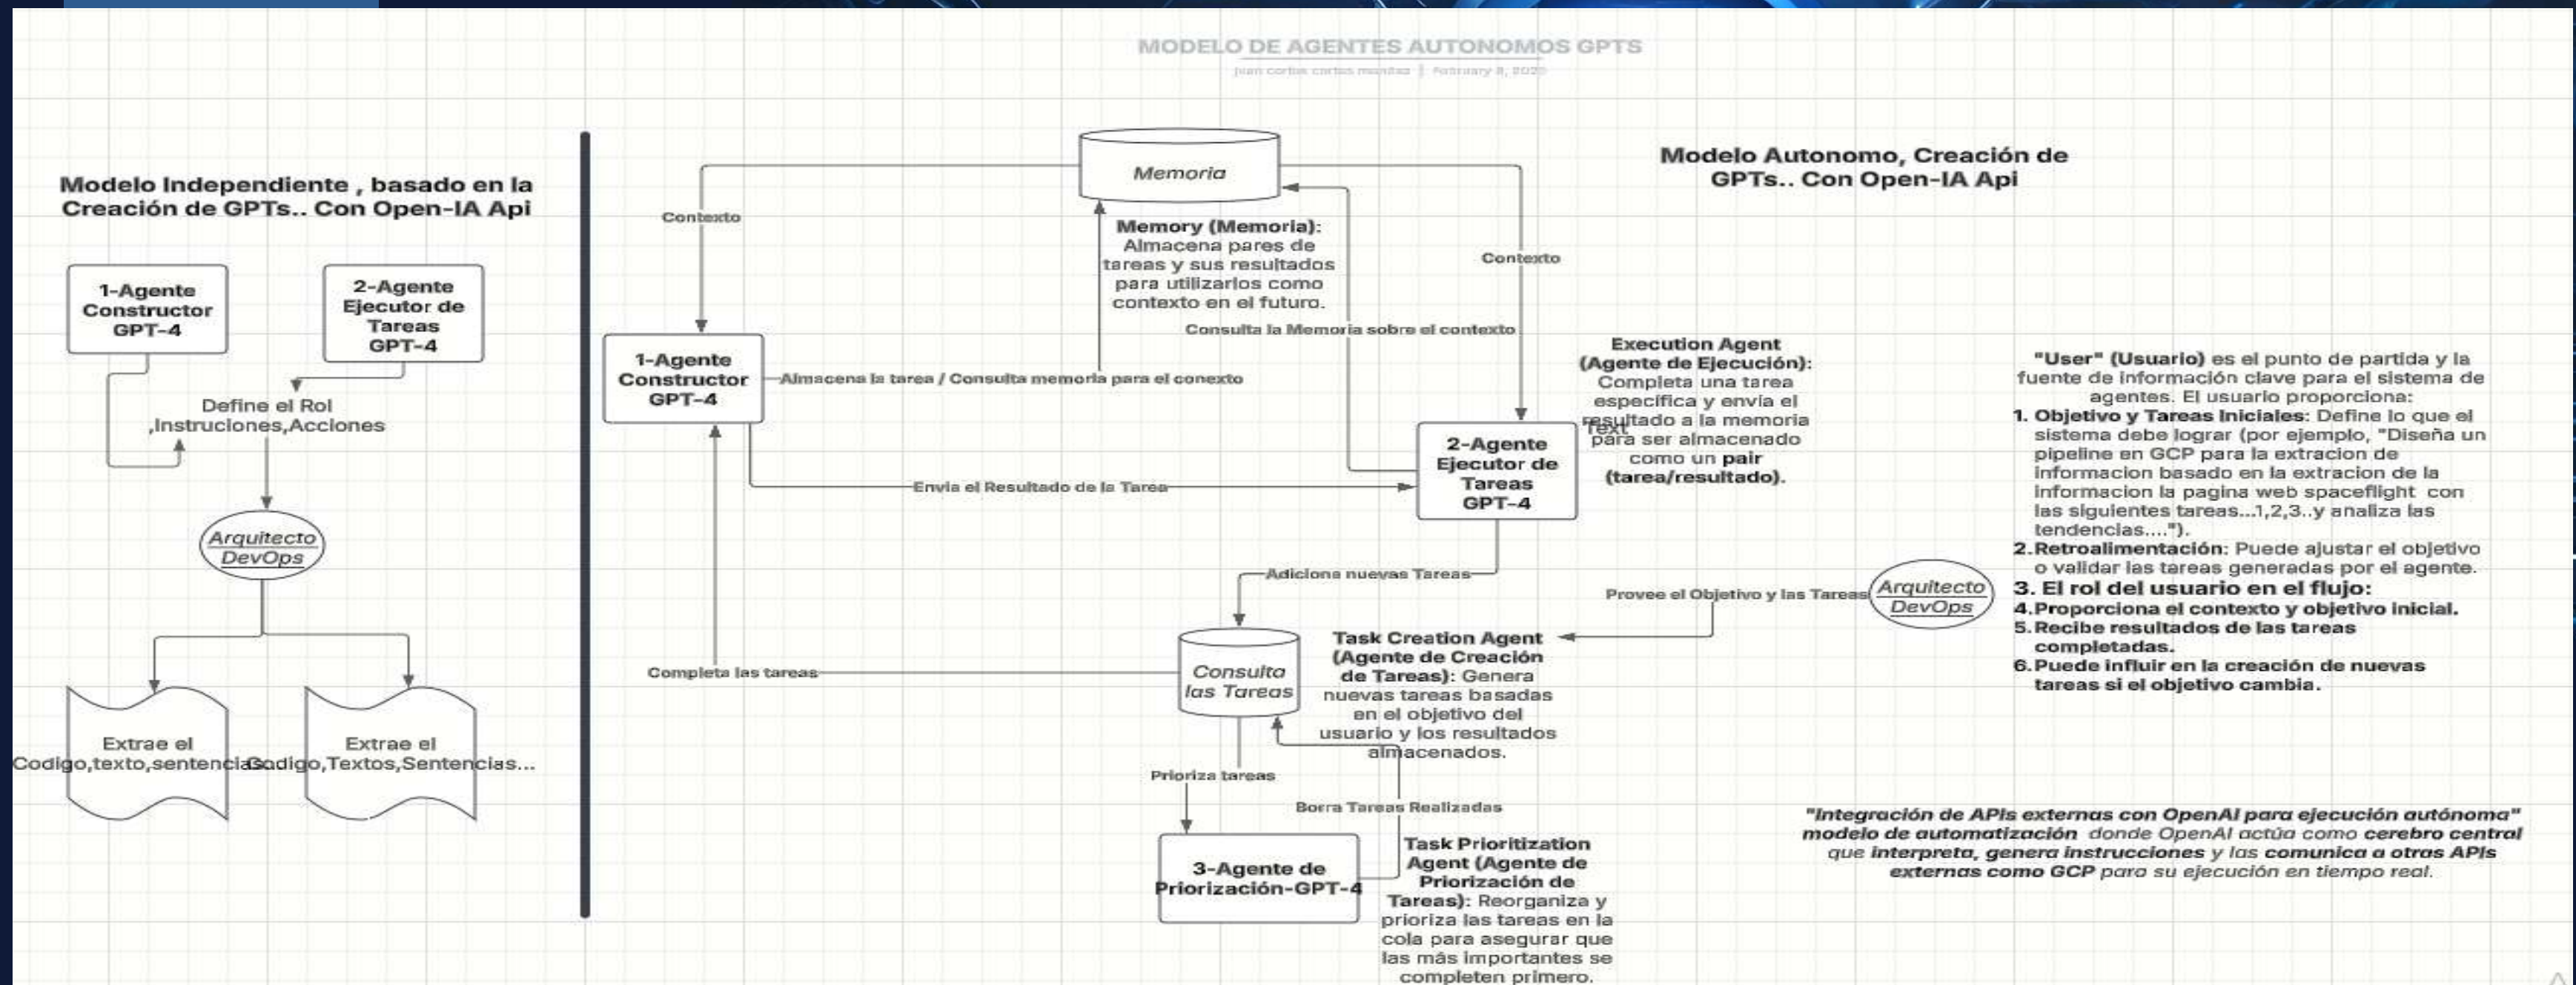 MODELO DE AGENTES AUTONOMOS GPTS
February 8, 2025
Modelo Independiente , basado en la
Creación de GPTs.. Con Open-IA Api
1-Agente
Constructor
GPT-4
2-Agente
Ejecutor de
Tareas
GPT-4
Define el Rol
,Instruciones,Acciones
Arquitecto
DevOps
Extrae el
Codigo,texto,sentencias...
Extrae el
Codigo,Textos,Sentencias...
Modelo Autonomo, Creación de
GPTs.. Con Open-IA Api
Memoria
Contexto
Memory (Memoria):
Almacena pares de
tareas y sus resultados
para utilizarlos como
contexto en el futuro.
Contexto
Consulta la Memoria sobre el contexto
1-Agente
Constructor
GPT-4
Almacena la tarea / Consulta memoria para el conexto
Execution Agent
(Agente de Ejecución):
Completa una tarea
específica y envía el
resultado a la memoria
para ser almacenado
como un pair
(tarea/resultado).
Text
2-Agente
Ejecutor de
Tareas
GPT-4
Envia el Resultado de la Tarea
Adiciona nuevas Tareas
Provee el Objetivo y las Tareas
Arquitecto
DevOps
Consulta
las Tareas
Completa las tareas
Task Creation Agent
(Agente de Creación
de Tareas): Genera
nuevas tareas basadas
en el objetivo del
usuario y los resultados
almacenados.
Prioriza tareas
Borra Tareas Realizadas
3-Agente de
Priorización-GPT-4
Task Prioritization
Agent (Agente de
Priorización de
Tareas): Reorganiza y
prioriza las tareas en la
cola para asegurar que
las más importantes se
completen primero.
"User" (Usuario) es el punto de partida y la
fuente de información clave para el sistema de
agentes. El usuario proporciona:
1. Objetivo y Tareas Iniciales: Define lo que el
sistema debe lograr (por ejemplo, "Diseña un
pipeline en GCP para la extracion de
informacion basado en la extracion de la
informacion la pagina web spaceflight con
las siguientes tareas...1,2,3..y analiza las
tendencias....").
2.Retroalimentación: Puede ajustar el objetivo
o validar las tareas generadas por el agente.
3. El rol del usuario en el flujo:
4.Proporciona el contexto y objetivo inicial.
5.Recibe resultados de las tareas
completadas.
6.Puede influir en la creación de nuevas
tareas si el objetivo cambia.
"Integración de APIs externas con OpenAI para ejecución autónoma"
modelo de automatización donde OpenAI actúa como cerebro central
que interpreta, genera instrucciones y las comunica a otras APIs
externas como GCP para su ejecución en tiempo real.